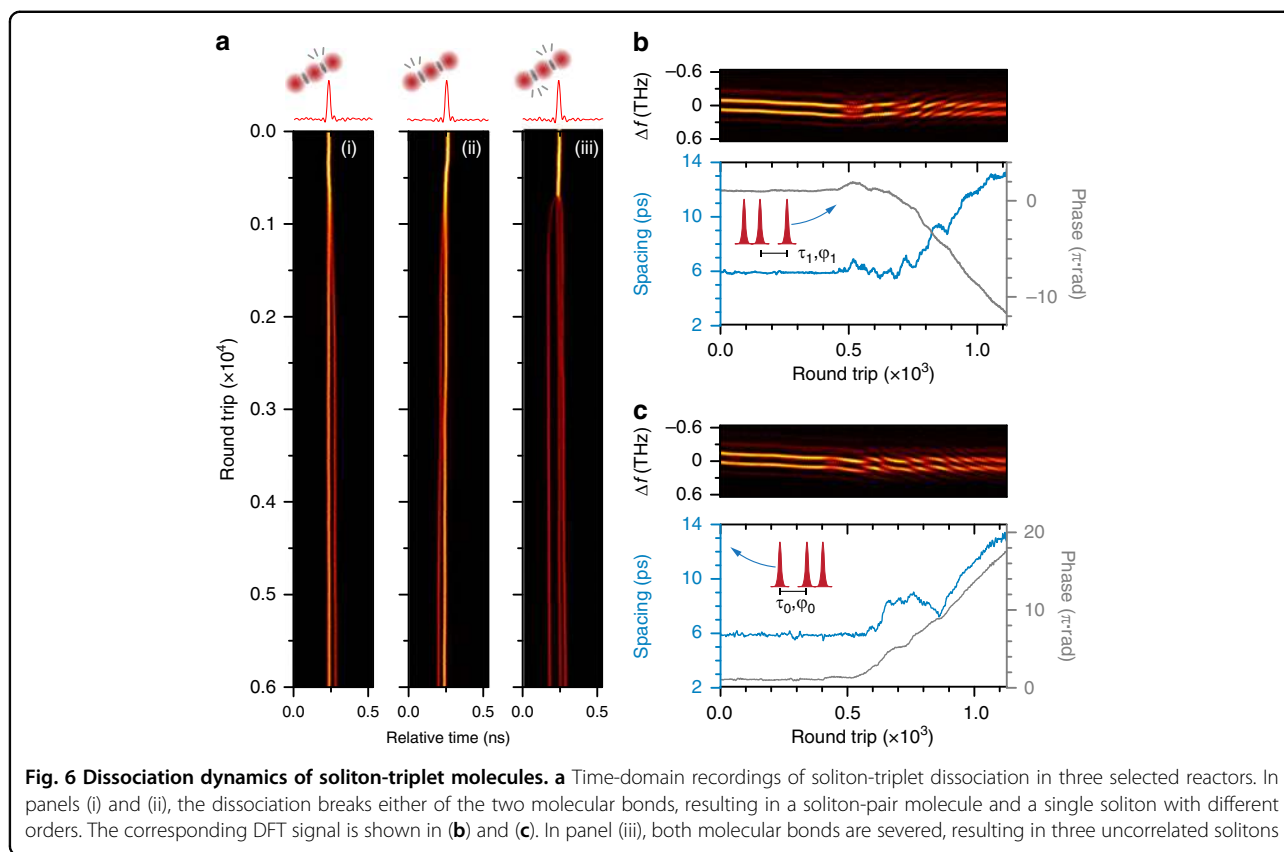 a
(i)
(ii)
(iii)
0.0
0.1
0.2
0.3
0.4
0.5
0.6
Round trip (×10⁴)
0.0 0.5 0.0 0.5 0.0 0.5
Relative time (ns)
b
−0.6
0
0.6
Δf (THz)
14
10
6
2
Spacing (ps)
0
−10
Phase (π·rad)
τ₁,φ₁
0.0 0.5 1.0
Round trip (×10³)
c
−0.6
0
0.6
Δf (THz)
14
10
6
2
Spacing (ps)
20
10
0
Phase (π·rad)
τ₀,φ₀
0.0 0.5 1.0
Round trip (×10³)
Fig. 6 Dissociation dynamics of soliton-triplet molecules. a Time-domain recordings of soliton-triplet dissociation in three selected reactors. In
panels (i) and (ii), the dissociation breaks either of the two molecular bonds, resulting in a soliton-pair molecule and a single soliton with different
orders. The corresponding DFT signal is shown in (b) and (c). In panel (iii), both molecular bonds are severed, resulting in three uncorrelated solitons